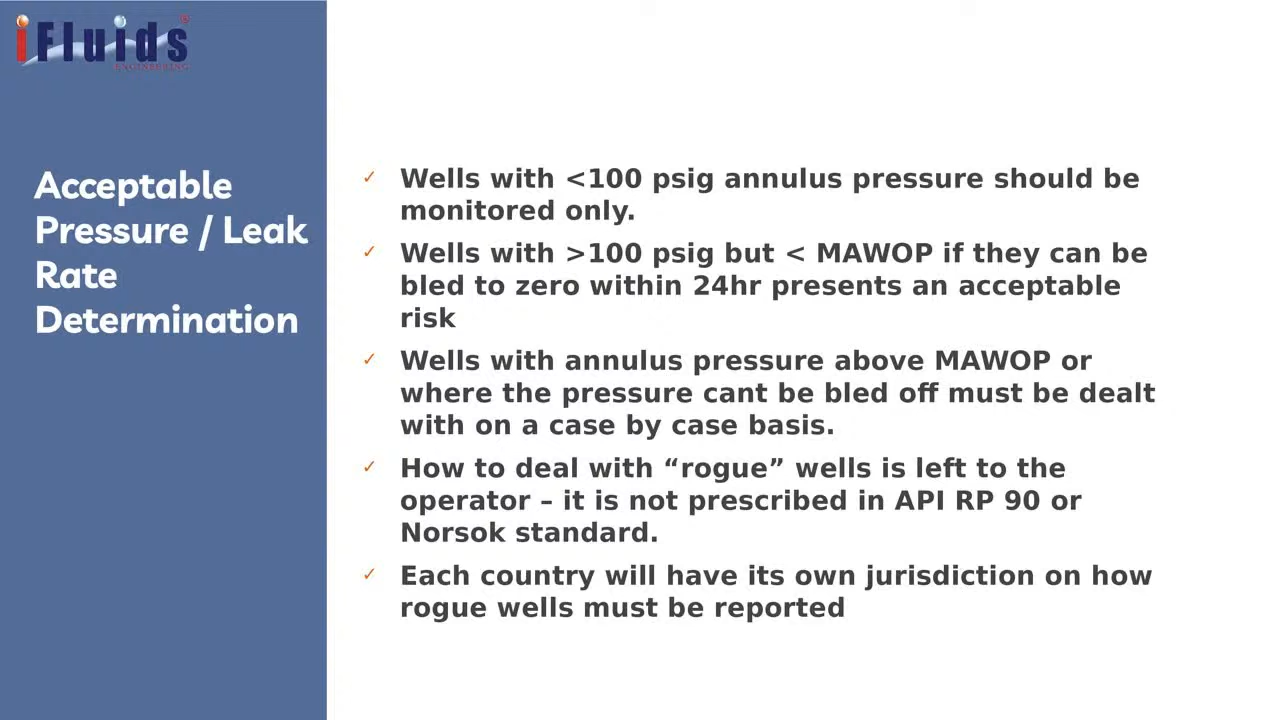 iFluids®
ENGINEERING
Acceptable
Pressure / Leak
Rate
Determination
✓ Wells with <100 psig annulus pressure should be
monitored only.
✓ Wells with >100 psig but < MAWOP if they can be
bled to zero within 24hr presents an acceptable
risk
✓ Wells with annulus pressure above MAWOP or
where the pressure cant be bled off must be dealt
with on a case by case basis.
✓ How to deal with “rogue” wells is left to the
operator – it is not prescribed in API RP 90 or
Norsok standard.
✓ Each country will have its own jurisdiction on how
rogue wells must be reported